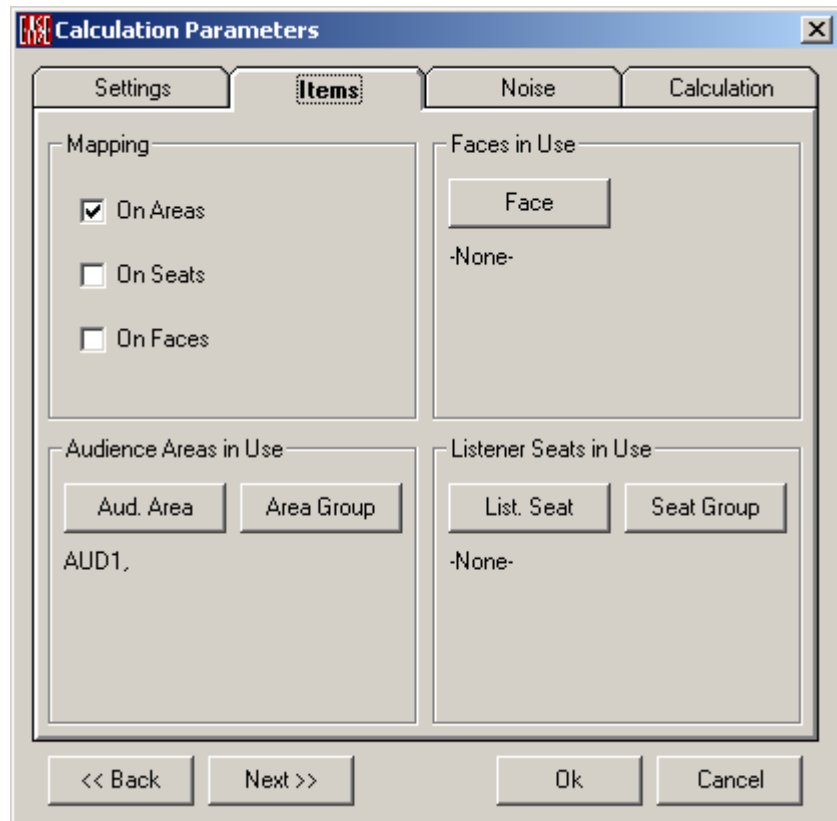 EASE
Calculation Parameters
Settings
Items
Noise
Calculation
Mapping
On Areas
On Seats
On Faces
Faces in Use
Face
-None-
Audience Areas in Use
Aud. Area
Area Group
AUD1,
Listener Seats in Use
List. Seat
Seat Group
-None-
<< Back
Next >>
Ok
Cancel